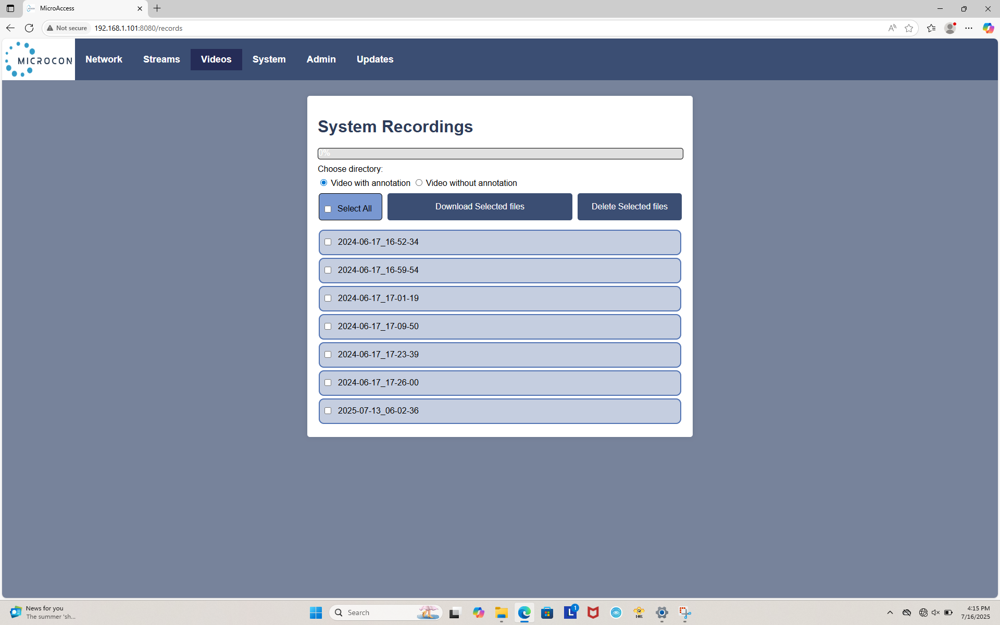 MicroAccess
Not secure
192.168.1.101:8080/records
MICROCON
Network
Streams
Videos
System
Admin
Updates
System Recordings
0%
Choose directory:
Video with annotation
Video without annotation
Select All
Download Selected files
Delete Selected files
2024-06-17_16-52-34
2024-06-17_16-59-54
2024-06-17_17-01-19
2024-06-17_17-09-50
2024-06-17_17-23-39
2024-06-17_17-26-00
2025-07-13_06-02-36
News for you
The summer 'sh...
Search
L
1
4:15 PM
7/16/2025